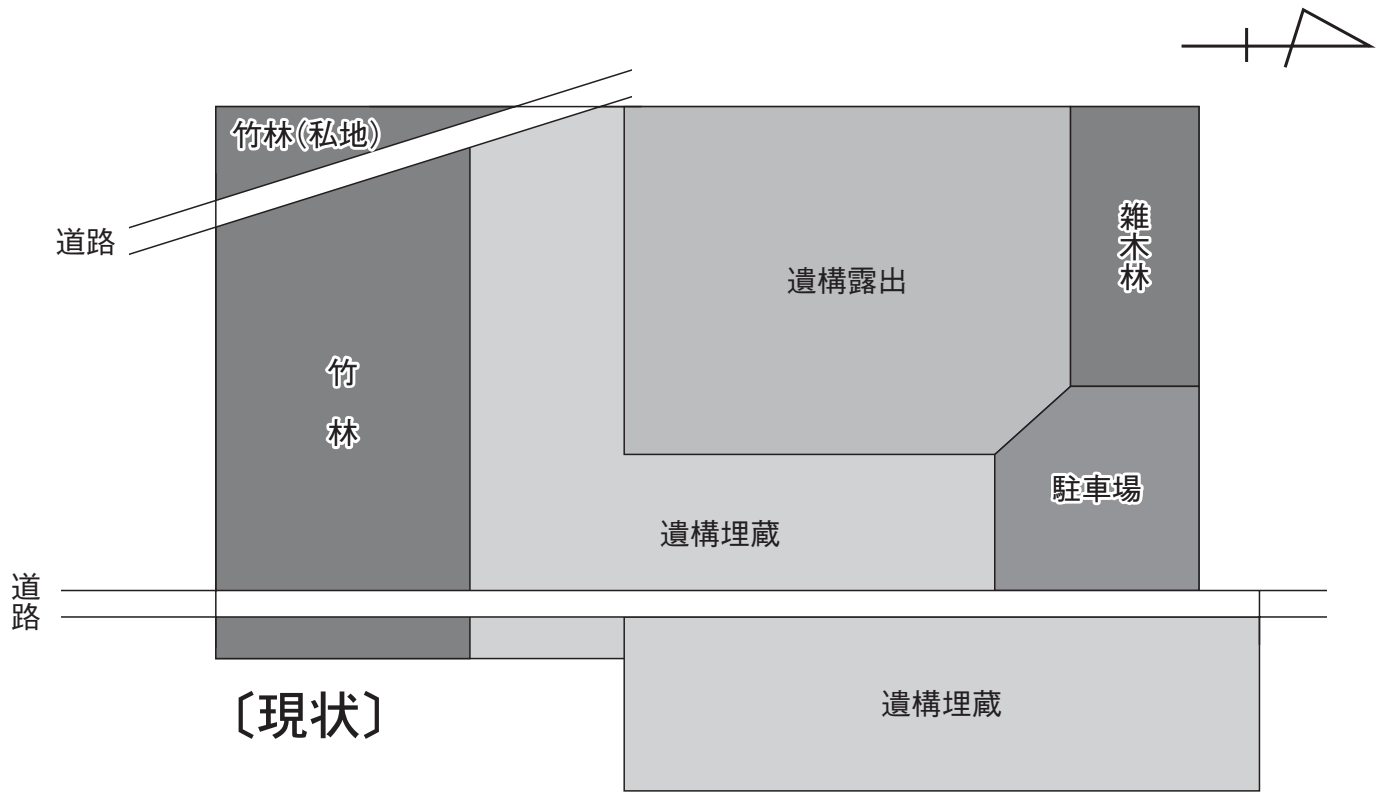 竹林(私地)
道路
雑木林
遺構露出
竹林
駐車場
遺構埋蔵
道路
遺構埋蔵
〔現状〕